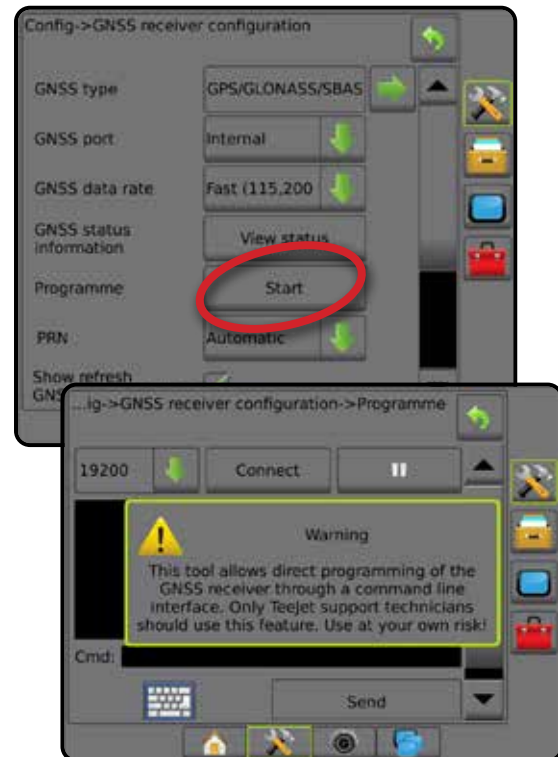 Config->GNSS receiver configuration
GNSS type GPS/GLONASS/SBAS
GNSS port Internal
GNSS data rate Fast (115,200
GNSS status
information
View status
Programme Start
PRN Automatic
Show refresh
...ig->GNSS receiver configuration->Programme
19200 Connect
Warning
This tool allows direct programming of the
GNSS receiver through a command line
interface. Only TeeJet support technicians
should use this feature. Use at your own risk!
Cmd:
Send